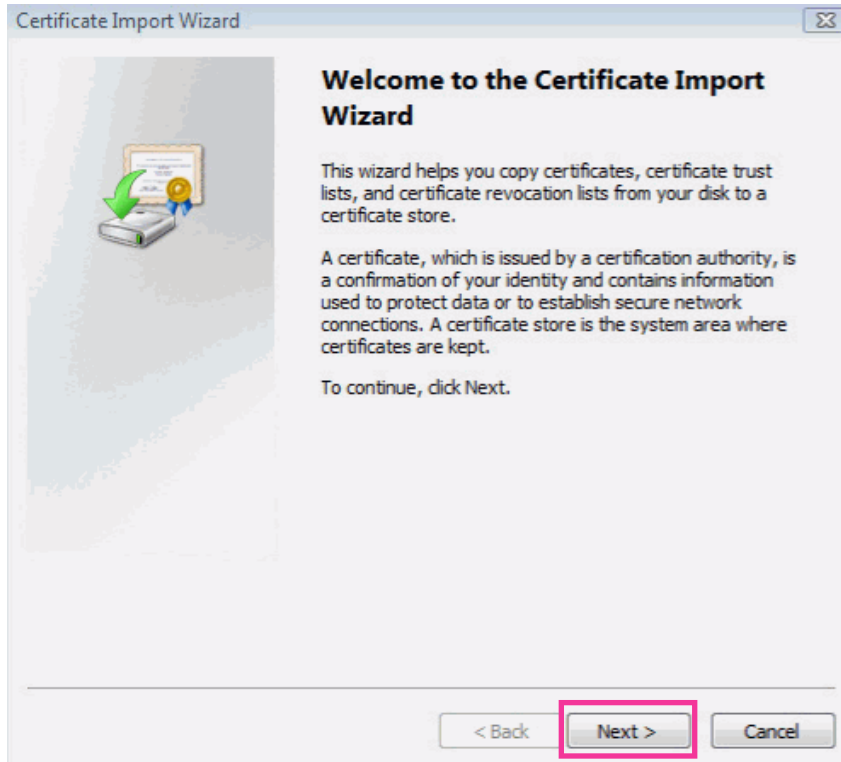 Certificate Import Wizard
Welcome to the Certificate Import
Wizard
This wizard helps you copy certificates, certificate trust
lists, and certificate revocation lists from your disk to a
certificate store.
A certificate, which is issued by a certification authority, is
a confirmation of your identity and contains information
used to protect data or to establish secure network
connections. A certificate store is the system area where
certificates are kept.
To continue, click Next.
< Back
Next >
Cancel